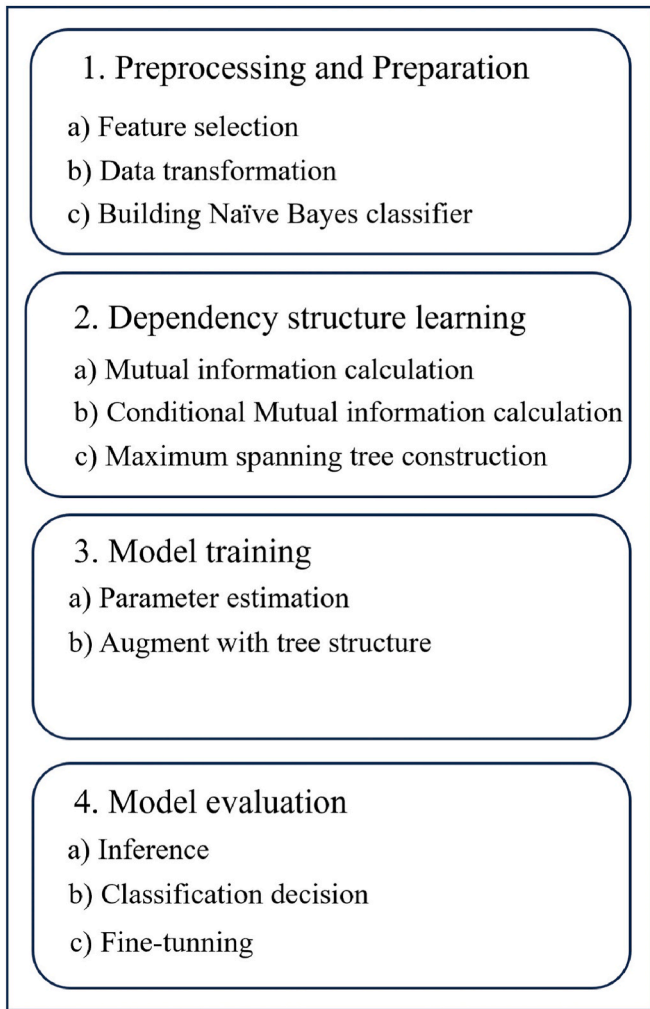 1. Preprocessing and Preparation
a) Feature selection
b) Data transformation
c) Building Naïve Bayes classifier
2. Dependency structure learning
a) Mutual information calculation
b) Conditional Mutual information calculation
c) Maximum spanning tree construction
3. Model training
a) Parameter estimation
b) Augment with tree structure
4. Model evaluation
a) Inference
b) Classification decision
c) Fine-tunning